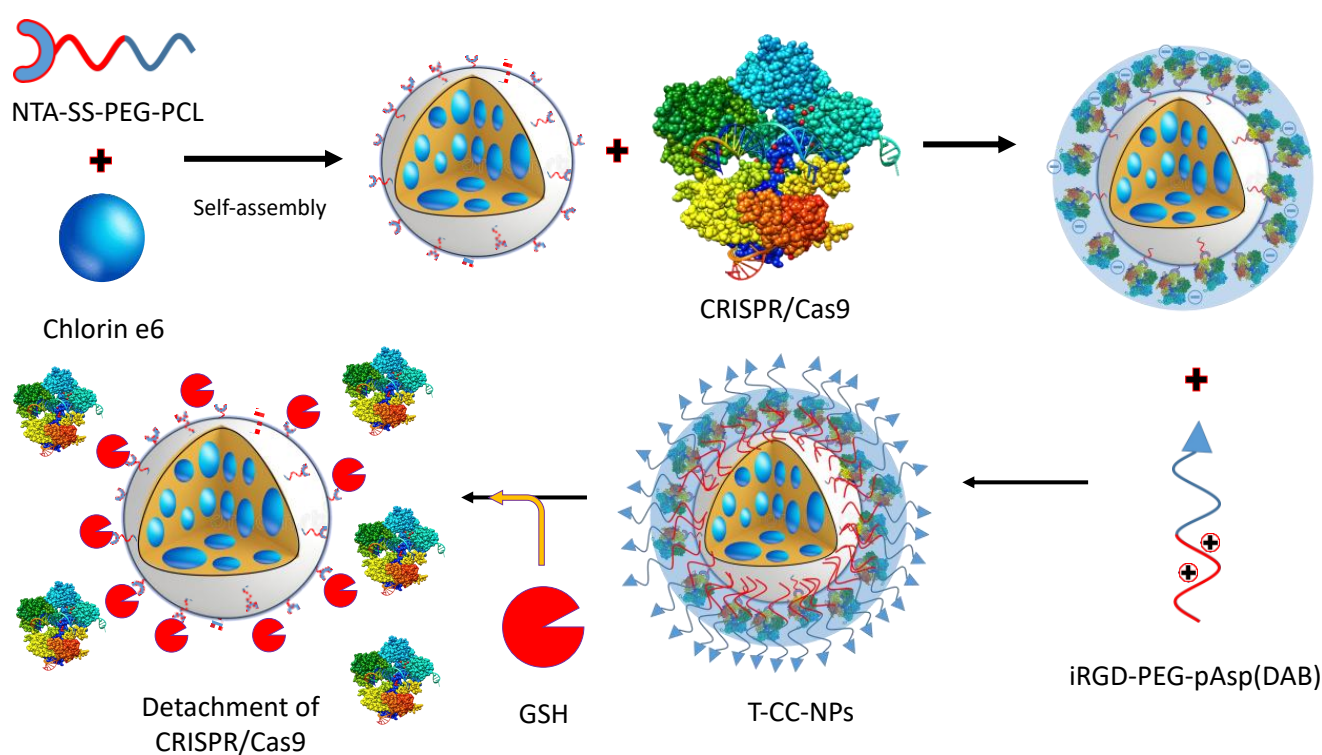 NTA-SS-PEG-PCL
Self-assembly
Chlorin e6
CRISPR/Cas9
iRGD-PEG-pAsp(DAB)
T-CC-NPs
GSH
Detachment of
CRISPR/Cas9